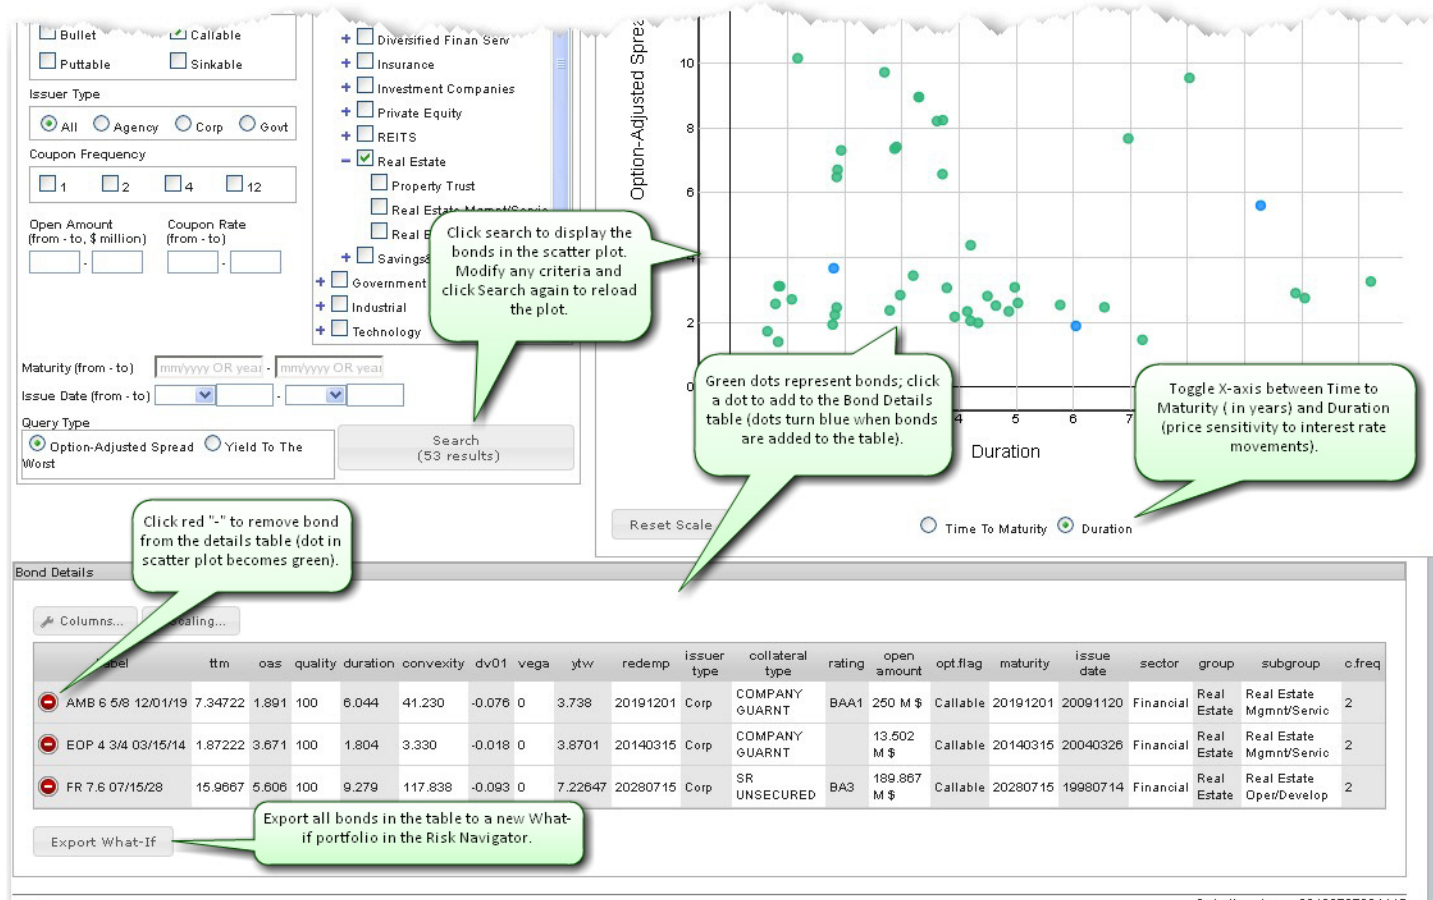 Bullet
Callable
Puttable
Sinkable
Issuer Type
All
Agency
Corp
Govt
Coupon Frequency
1
2
4
12
Open Amount
(from - to, $ million)
Coupon Rate
(from - to)
-
-
Diversified Finan Serv
Insurance
Investment Companies
Private Equity
REITS
Real Estate
Property Trust
Real Estate Mgmnt/Servic
Real E
Savings&
Government
Industrial
Technology
Click search to display the
bonds in the scatter plot.
Modify any criteria and
click Search again to reload
the plot.
Maturity (from - to)
mm/yyyy OR year
-
mm/yyyy OR year
Issue Date (from - to)
-
Query Type
Option-Adjusted Spread
Yield To The
Worst
Search
(53 results)
Option-Adjusted Sprea
10
8
6
4
2
0
4
5
6
7
Duration
Green dots represent bonds; click
a dot to add to the Bond Details
table (dots turn blue when bonds
are added to the table).
Toggle X-axis between Time to
Maturity ( in years) and Duration
(price sensitivity to interest rate
movements).
Reset Scale
Time To Maturity
Duration
Click red "-" to remove bond
from the details table (dot in
scatter plot becomes green).
Bond Details
Columns...
aling...
bel ttm oas quality duration convexity dv01 vega ytw redemp issuer type collateral type rating open amount opt.flag maturity issue date sector group subgroup c.freq
AMB 6 5/8 12/01/19 7.34722 1.891 100 6.044 41.230 -0.076 0 3.738 20191201 Corp COMPANY GUARNT BAA1 250 M $ Callable 20191201 20091120 Financial Real Estate Real Estate Mgmnt/Servic 2
EOP 4 3/4 03/15/14 1.87222 3.671 100 1.804 3.330 -0.018 0 3.8701 20140315 Corp COMPANY GUARNT 13.502 M $ Callable 20140315 20040326 Financial Real Estate Real Estate Mgmnt/Servic 2
FR 7.6 07/15/28 15.9667 5.606 100 9.279 117.838 -0.093 0 7.22647 20280715 Corp SR UNSECURED BA3 189.867 M $ Callable 20280715 19980714 Financial Real Estate Real Estate Oper/Develop 2
Export What-If
Export all bonds in the table to a new What-
if portfolio in the Risk Navigator.